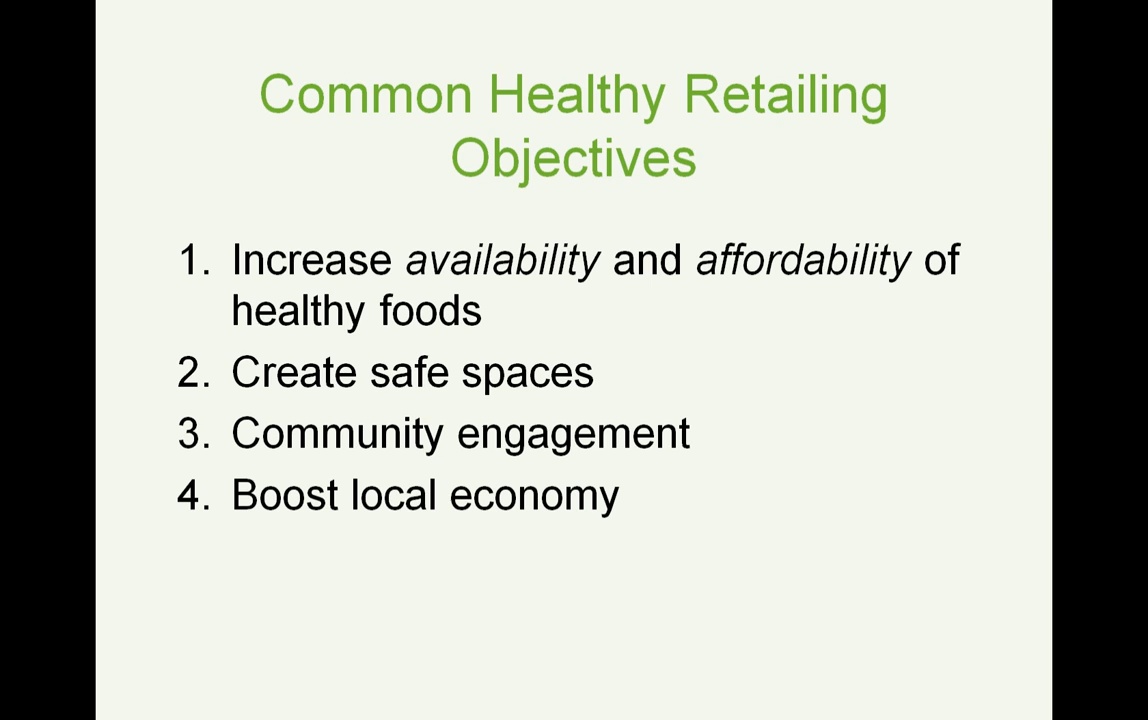 Common Healthy Retailing
Objectives
1. Increase availability and affordability of
healthy foods
2. Create safe spaces
3. Community engagement
4. Boost local economy